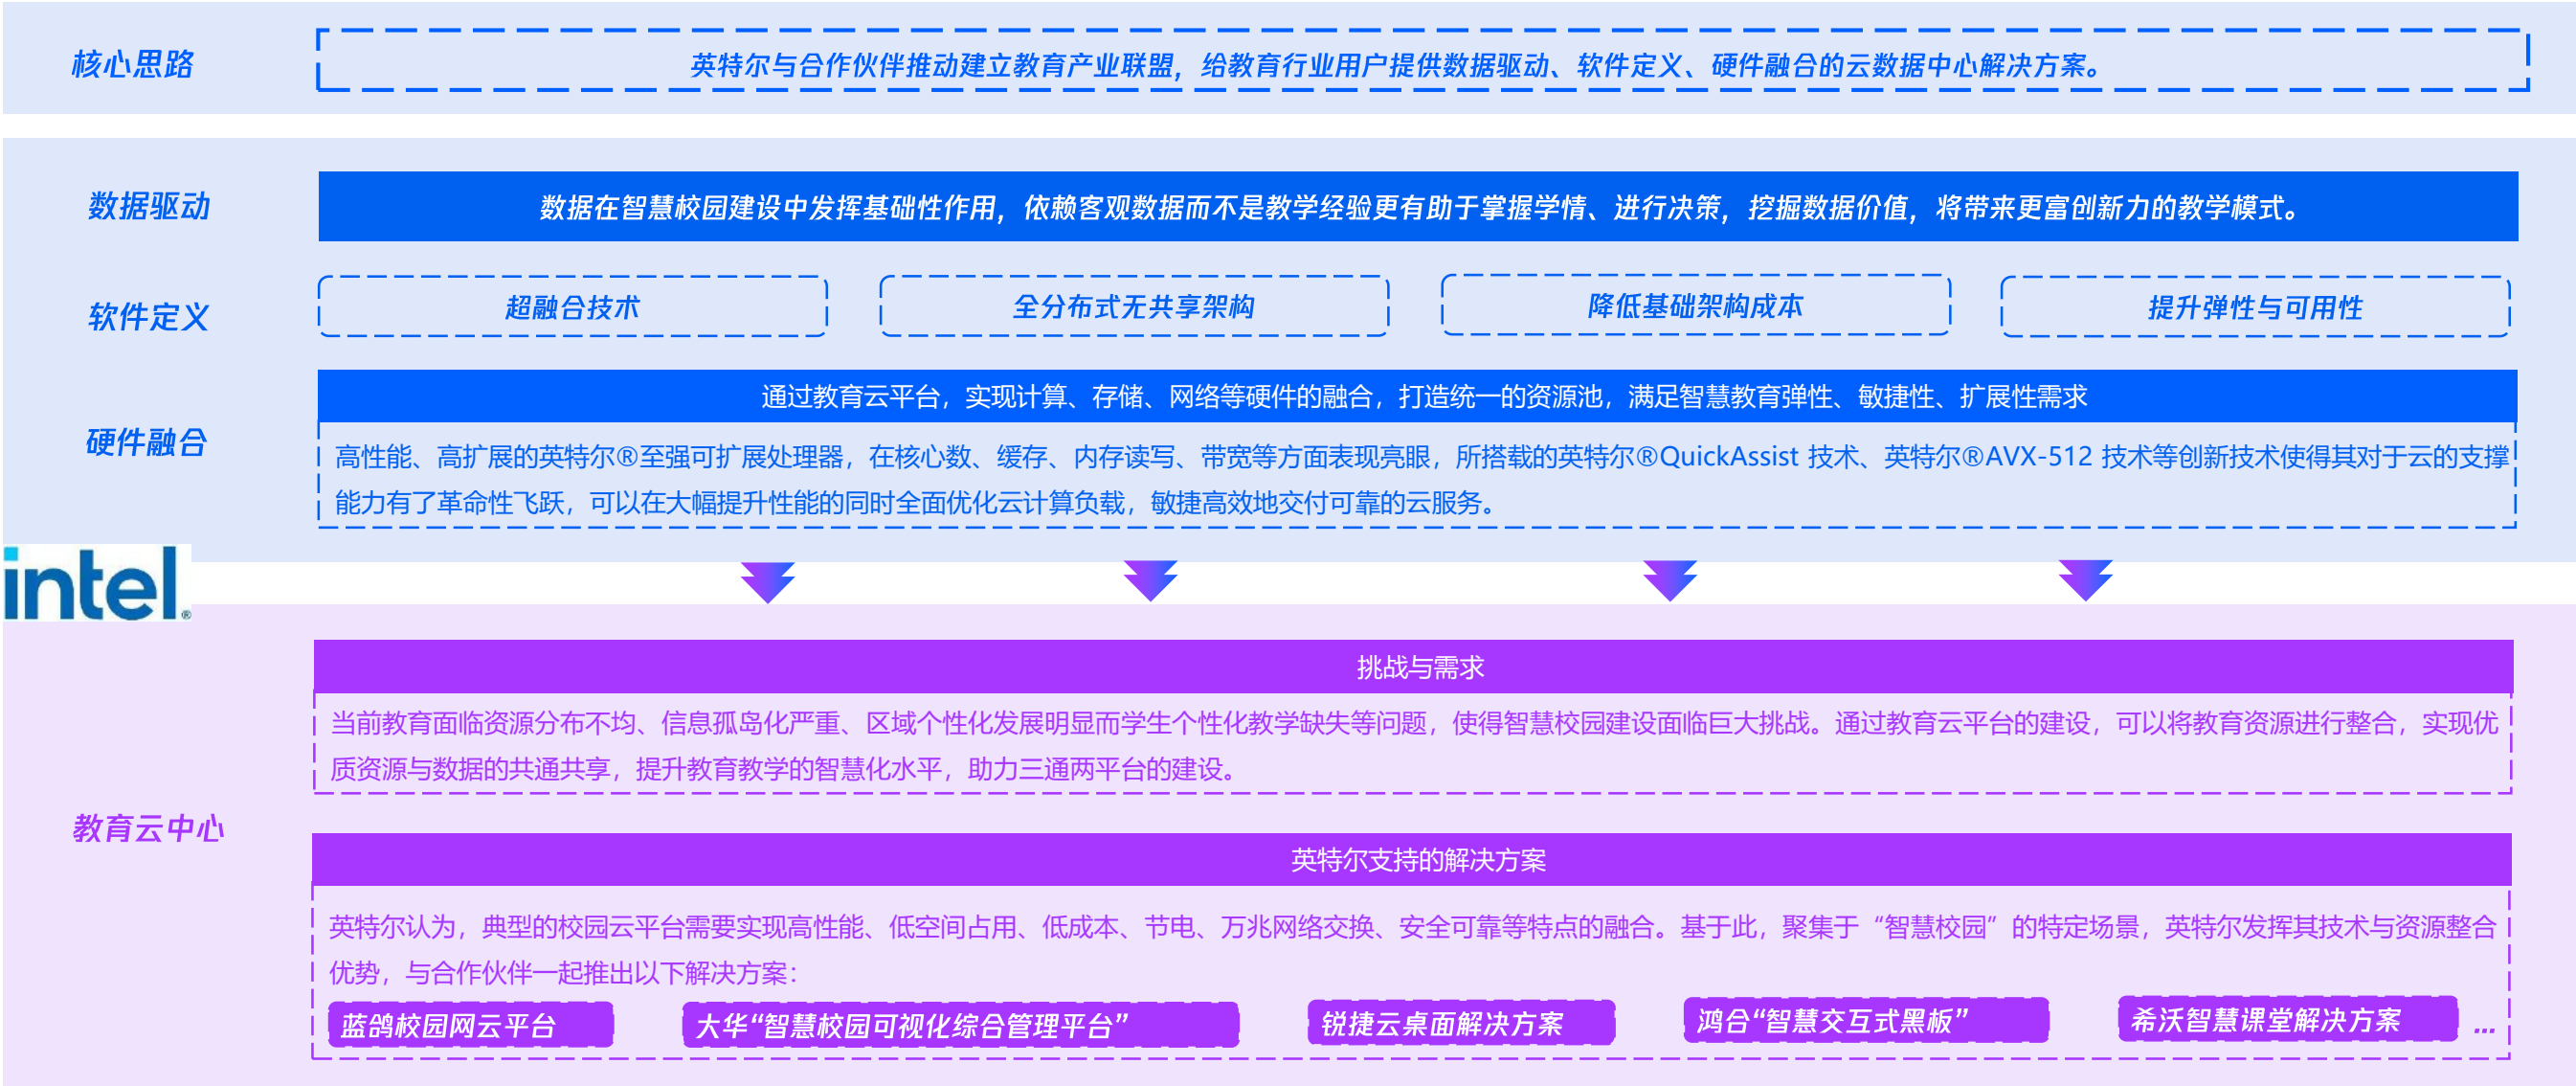 核心思路
英特尔与合作伙伴推动建立教育产业联盟，给教育行业用户提供数据驱动、软件定义、硬件融合的云数据中心解决方案。
数据驱动
数据在智慧校园建设中发挥基础性作用，依赖客观数据而不是教学经验更有助于掌握学情、进行决策，挖掘数据价值，将带来更富创新力的教学模式。
软件定义
超融合技术
全分布式无共享架构
降低基础架构成本
提升弹性与可用性
硬件融合
通过教育云平台，实现计算、存储、网络等硬件的融合，打造统一的资源池，满足智慧教育弹性、敏捷性、扩展性需求
高性能、高扩展的英特尔®至强可扩展处理器，在核心数、缓存、内存读写、带宽等方面表现亮眼，所搭载的英特尔®QuickAssist 技术、英特尔®AVX-512 技术等创新技术使得其对于云的支撑
能力有了革命性飞跃，可以在大幅提升性能的同时全面优化云计算负载，敏捷高效地交付可靠的云服务。
intel®
教育云中心
挑战与需求
当前教育面临资源分布不均、信息孤岛化严重、区域个性化发展明显而学生个性化教学缺失等问题，使得智慧校园建设面临巨大挑战。通过教育云平台的建设，可以将教育资源进行整合，实现优
质资源与数据的共通共享，提升教育教学的智慧化水平，助力三通两平台的建设。
英特尔支持的解决方案
英特尔认为，典型的校园云平台需要实现高性能、低空间占用、低成本、节电、万兆网络交换、安全可靠等特点的融合。基于此，聚集于“智慧校园”的特定场景，英特尔发挥其技术与资源整合
优势，与合作伙伴一起推出以下解决方案：
蓝鸽校园网云平台
大华“智慧校园可视化综合管理平台”
锐捷云桌面解决方案
鸿合“智慧交互式黑板”
希沃智慧课堂解决方案
...